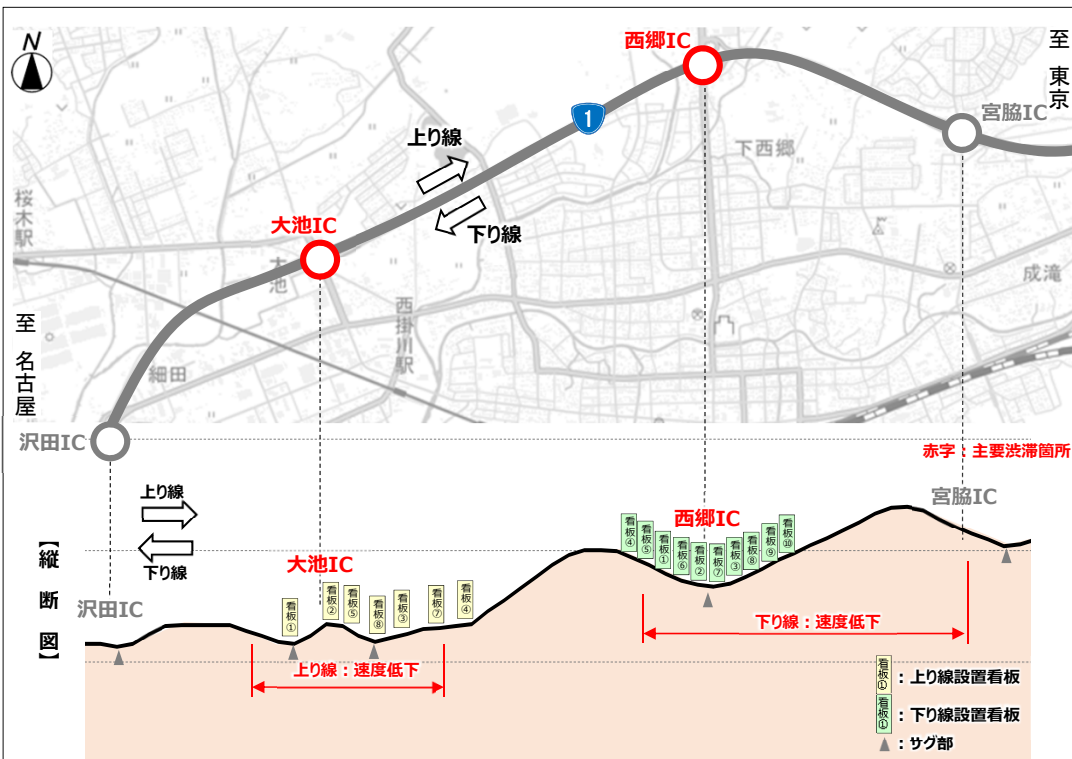 N
西郷IC
至 東京
宮脇IC
1
上り線
下西郷
桜木駅
下り線
大池IC
大池
成滝
西掛川駅
至 名古屋
細田
沢田IC
赤字：主要渋滞箇所
宮脇IC
上り線
下り線
【縦断図】
西郷IC
看板④
看板⑤
看板①
看板⑥
看板②
看板⑦
看板③
看板⑧
看板⑨
看板⑩
大池IC
沢田IC
看板①
看板②
看板⑤
看板⑧
看板③
看板⑦
看板④
下り線：速度低下
上り線：速度低下
看板①：上り線設置看板
看板①：下り線設置看板
▲：サグ部